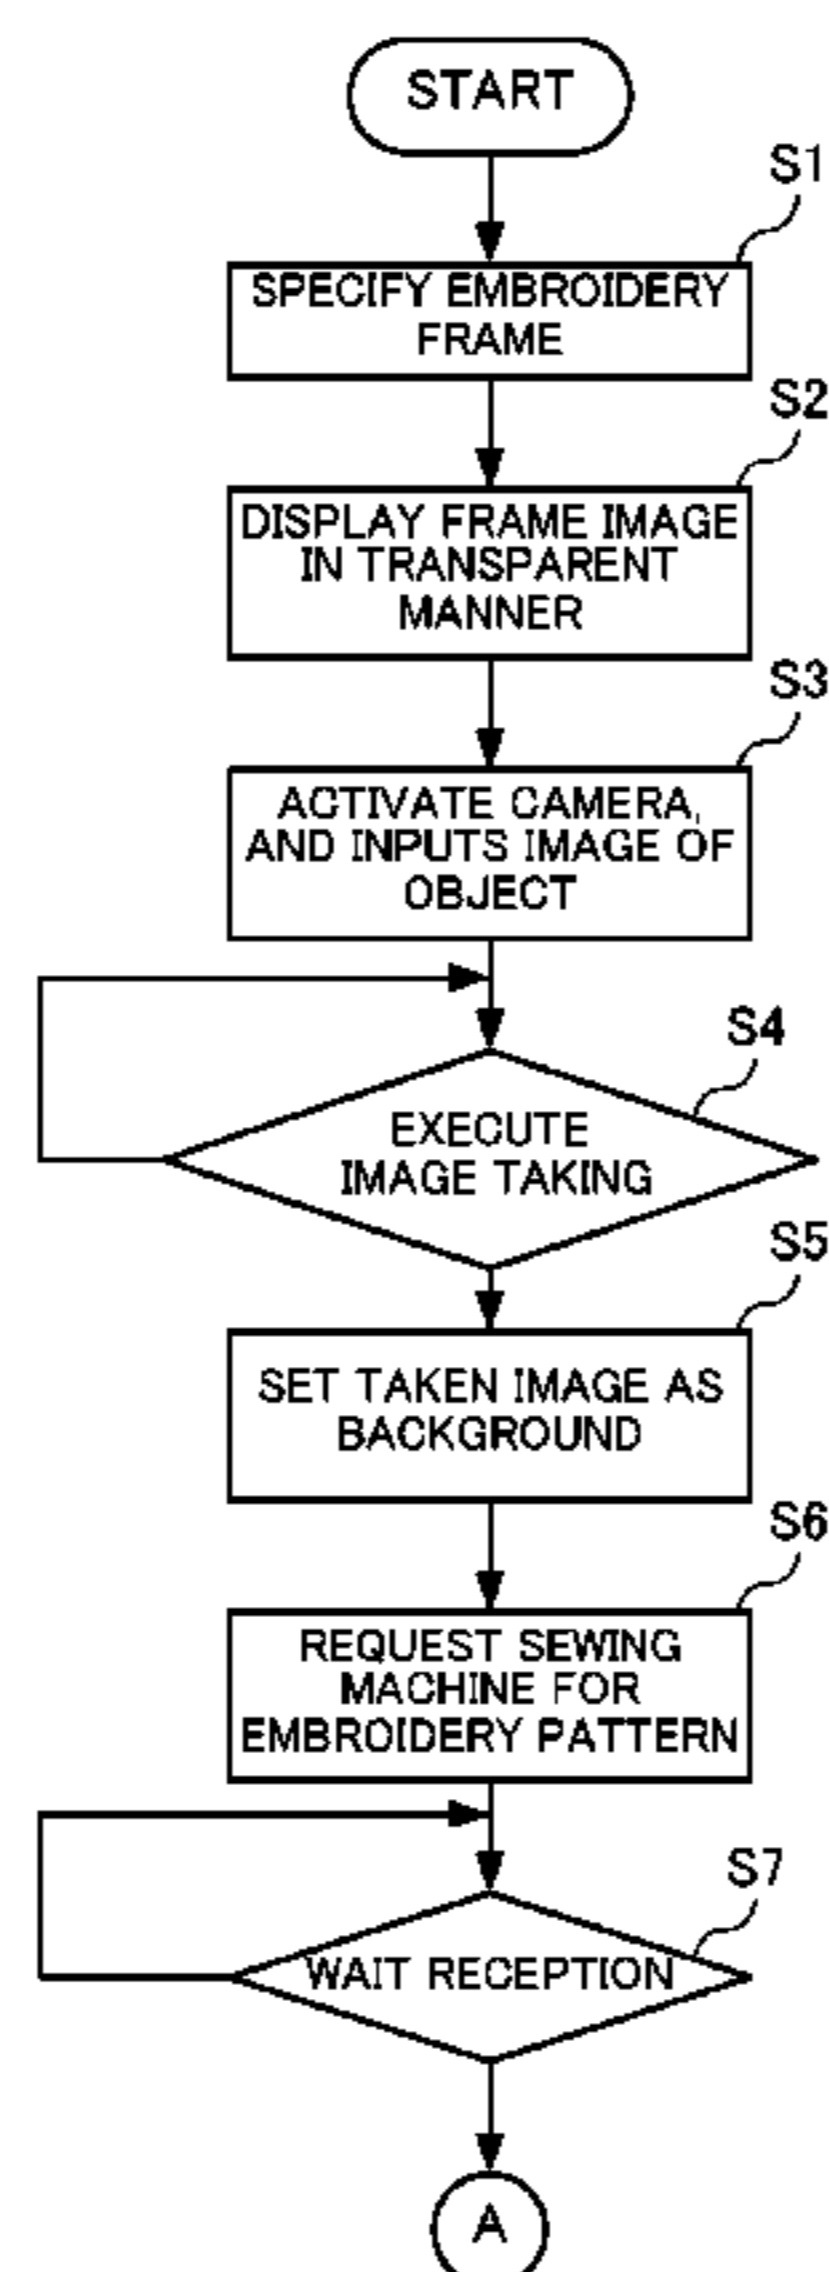 START
S1
SPECIFY EMBROIDERY
FRAME
S2
DISPLAY FRAME IMAGE
IN TRANSPARENT
MANNER
S3
ACTIVATE CAMERA,
AND INPUTS IMAGE OF
OBJECT
S4
EXECUTE
IMAGE TAKING
S5
SET TAKEN IMAGE AS
BACKGROUND
S6
REQUEST SEWING
MACHINE FOR
EMBROIDERY PATTERN
S7
WAIT RECEPTION
A